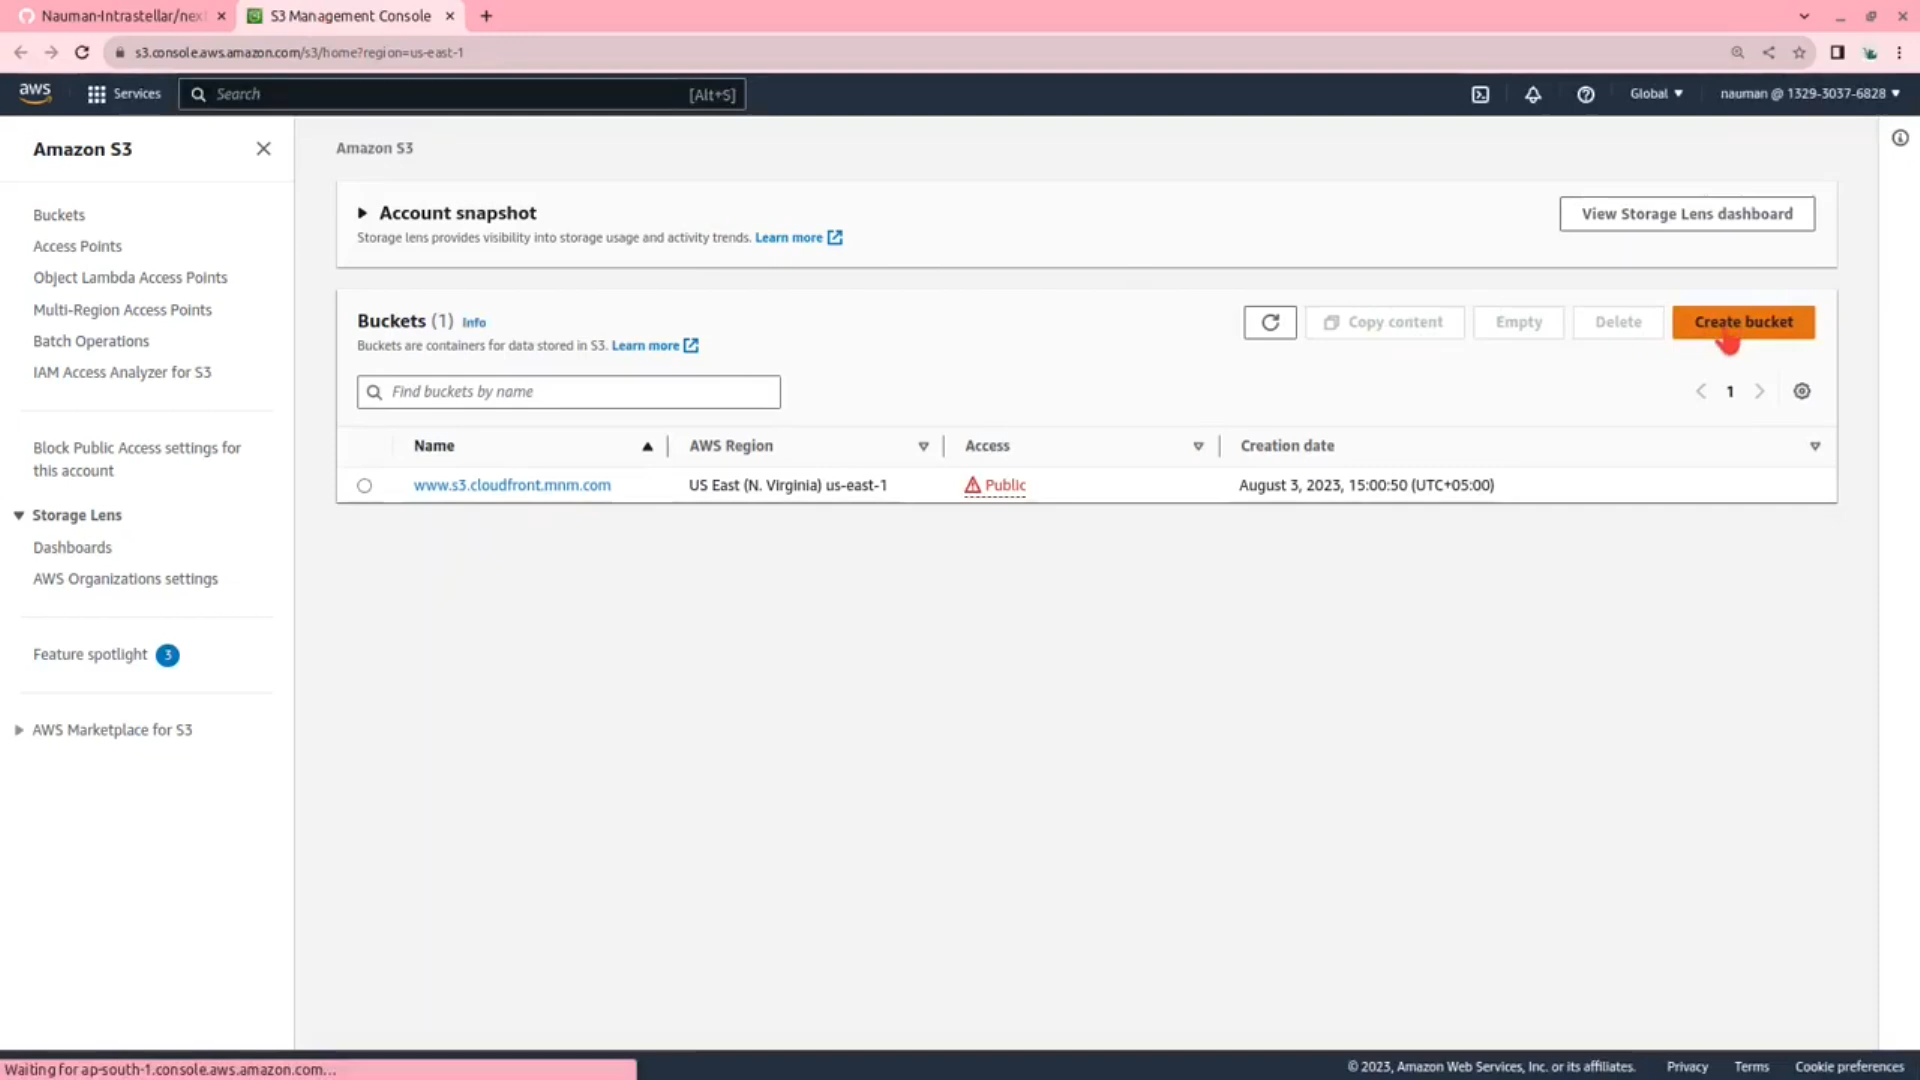 Nauman-Intrastellar/nex
S3 Management Console
s3.console.aws.amazon.com/s3/home?region=us-east-1
aws
Services
Search
[Alt+S]
Global
nauman @ 1329-3037-6828
Amazon S3
Buckets
Access Points
Object Lambda Access Points
Multi-Region Access Points
Batch Operations
IAM Access Analyzer for S3
Block Public Access settings for
this account
Storage Lens
Dashboards
AWS Organizations settings
Feature spotlight 3
AWS Marketplace for S3
Amazon S3
Account snapshot
Storage lens provides visibility into storage usage and activity trends. Learn more
View Storage Lens dashboard
Buckets (1) Info
Buckets are containers for data stored in S3. Learn more
Copy content
Empty
Delete
Create bucket
Find buckets by name
1
Name
AWS Region
Access
Creation date
www.s3.cloudfront.mnm.com
US East (N. Virginia) us-east-1
Public
August 3, 2023, 15:00:50 (UTC+05:00)
Waiting for ap-south-1.console.aws.amazon.com...
© 2023, Amazon Web Services, Inc. or its affiliates.
Privacy
Terms
Cookie preferences